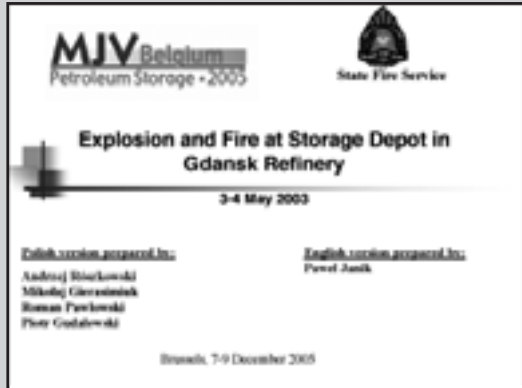 MJV Belgium
Petroleum Storage • 2005
State Fire Service
Explosion and Fire at Storage Depot in
Gdansk Refinery
3-4 May 2003
Polish version prepared by:
English version prepared by:
Andrzej
Pawel Janik
Mikolaj
Roman Pawlowski
Piotr
Brussels, 7-9 December 2005